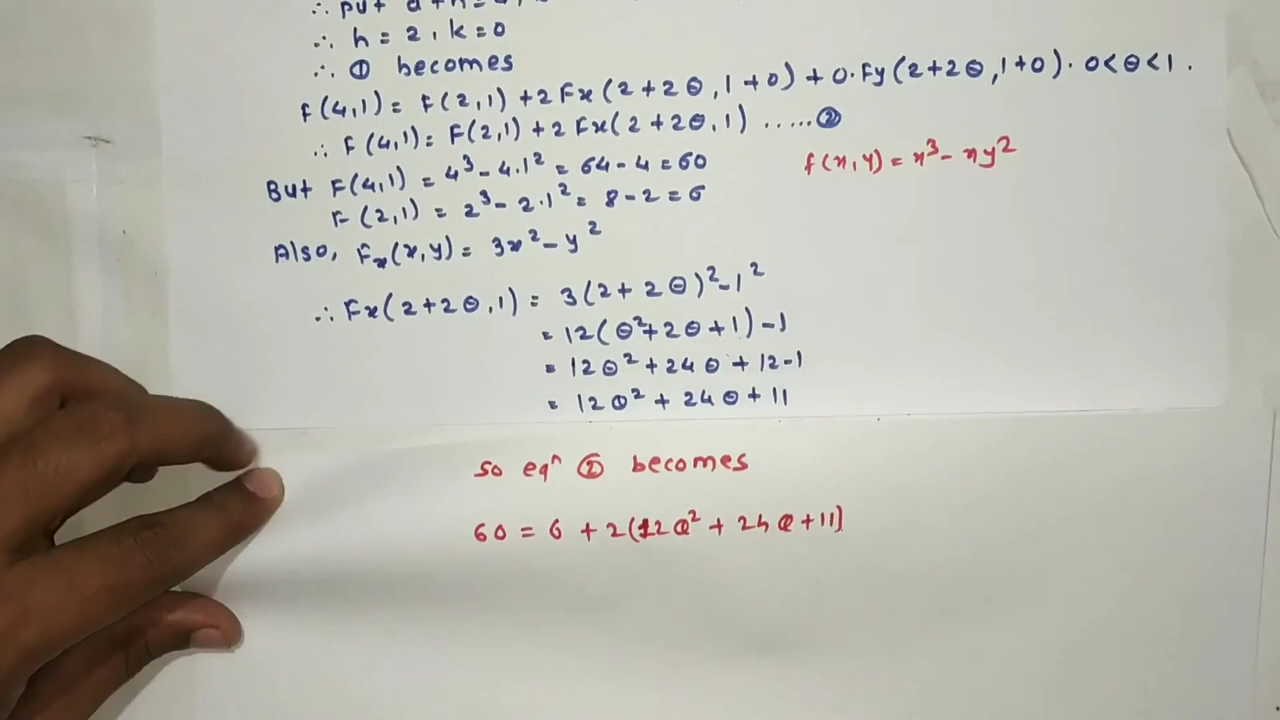 ∴ put
∴ h = 2, k = 0
∴ ① becomes
f(4,1) = f(2,1) + 2 Fx (2+2θ, 1+0) + 0.Fy (2+2θ, 1+0). 0<θ<1.
∴ f(4,1) = F(2,1) + 2 Fx (2+2θ, 1) .....②
But F(4,1) = 4³ - 4.1² = 64 - 4 = 60
f(x,y) = x³ - xy²
F(2,1) = 2³ - 2.1² = 8 - 2 = 6
Also, Fx(x,y) = 3x² - y²
∴ Fx(2+2θ,1) = 3(2+2θ)² - 1²
= 12(θ²+2θ+1) - 1
= 12θ² + 24θ + 12-1
= 12θ² + 24θ + 11
so eqⁿ ② becomes
60 = 6 + 2(12θ² + 24θ + 11]